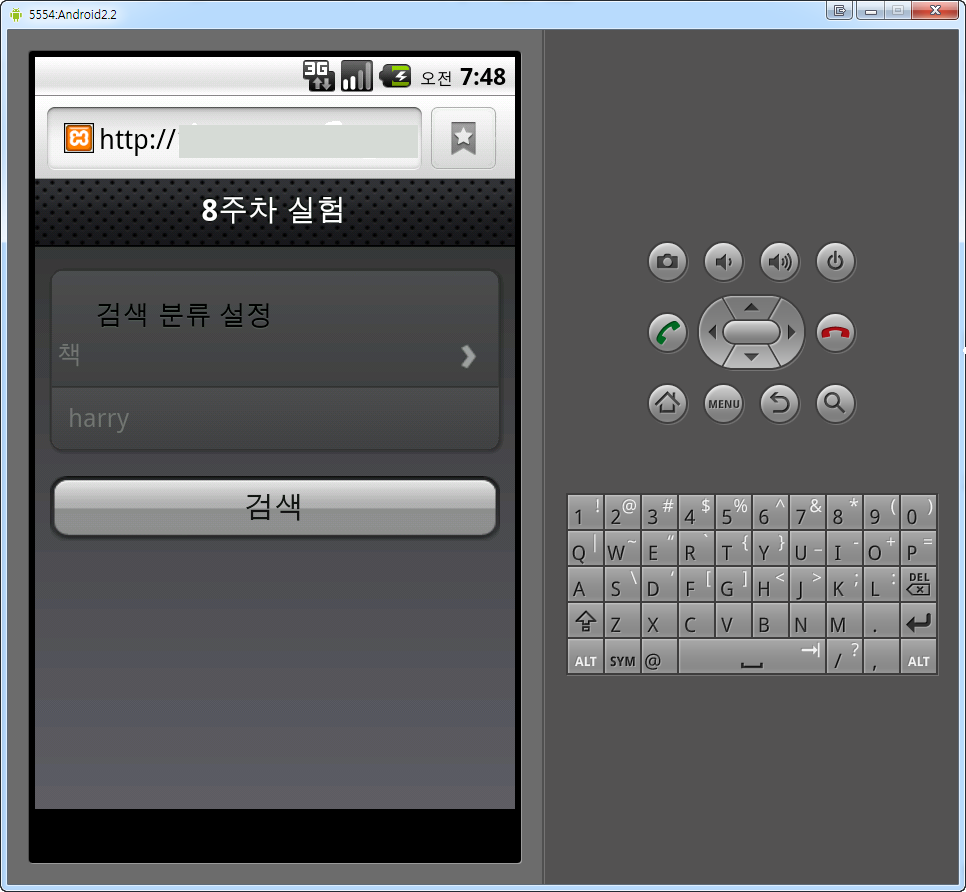 5554:Android2.2
3G 오전 7:48
http://
8주차 실험
검색 분류 설정
책
harry
검색
MENU
1 ! 2 @ 3 # 4 $ 5 % 6 ^ 7 & 8 * 9 ( 0 )
Q | W ~ E " R ` T { Y } U _ I - O + P =
A S \ D ' F [ G ] H < J > K ; L : DEL
Z X C V B N M .
ALT SYM @ / ? , ALT